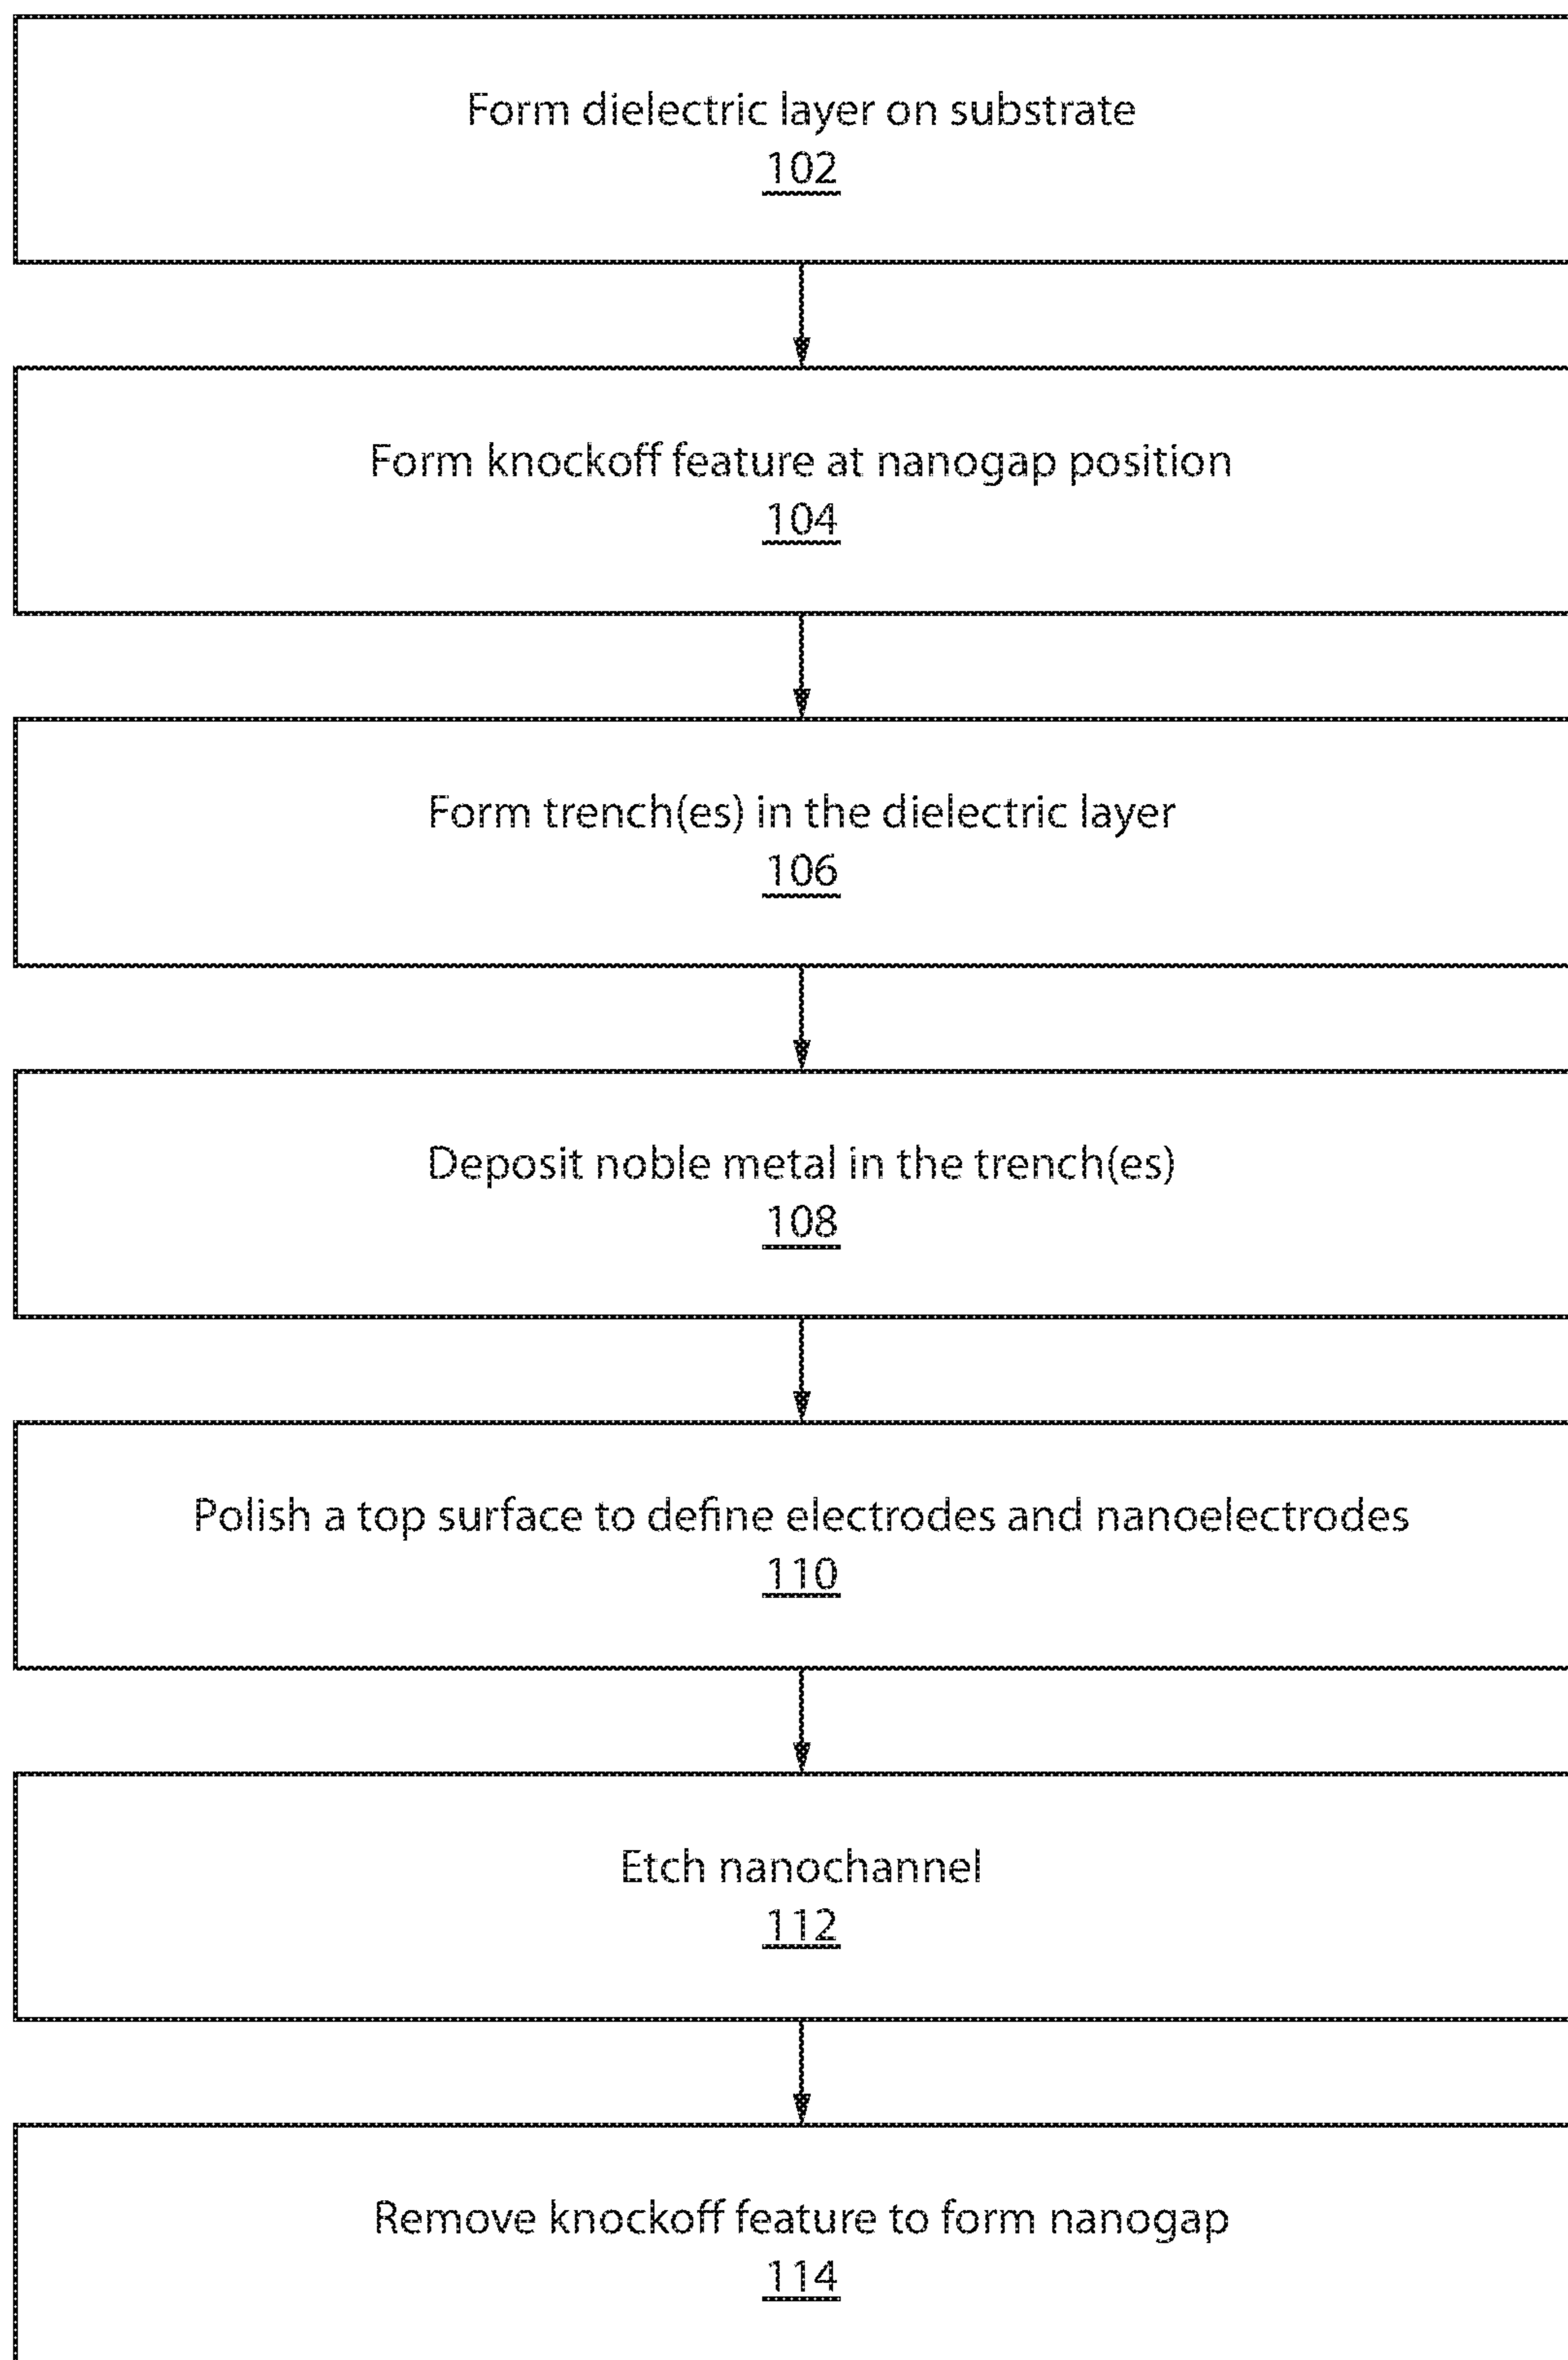 Form dielectric layer on substrate
102
Form knockoff feature at nanogap position
104
Form trench(es) in the dielectric layer
106
Deposit noble metal in the trench(es)
108
Polish a top surface to define electrodes and nanoelectrodes
110
Etch nanochannel
112
Remove knockoff feature to form nanogap
114